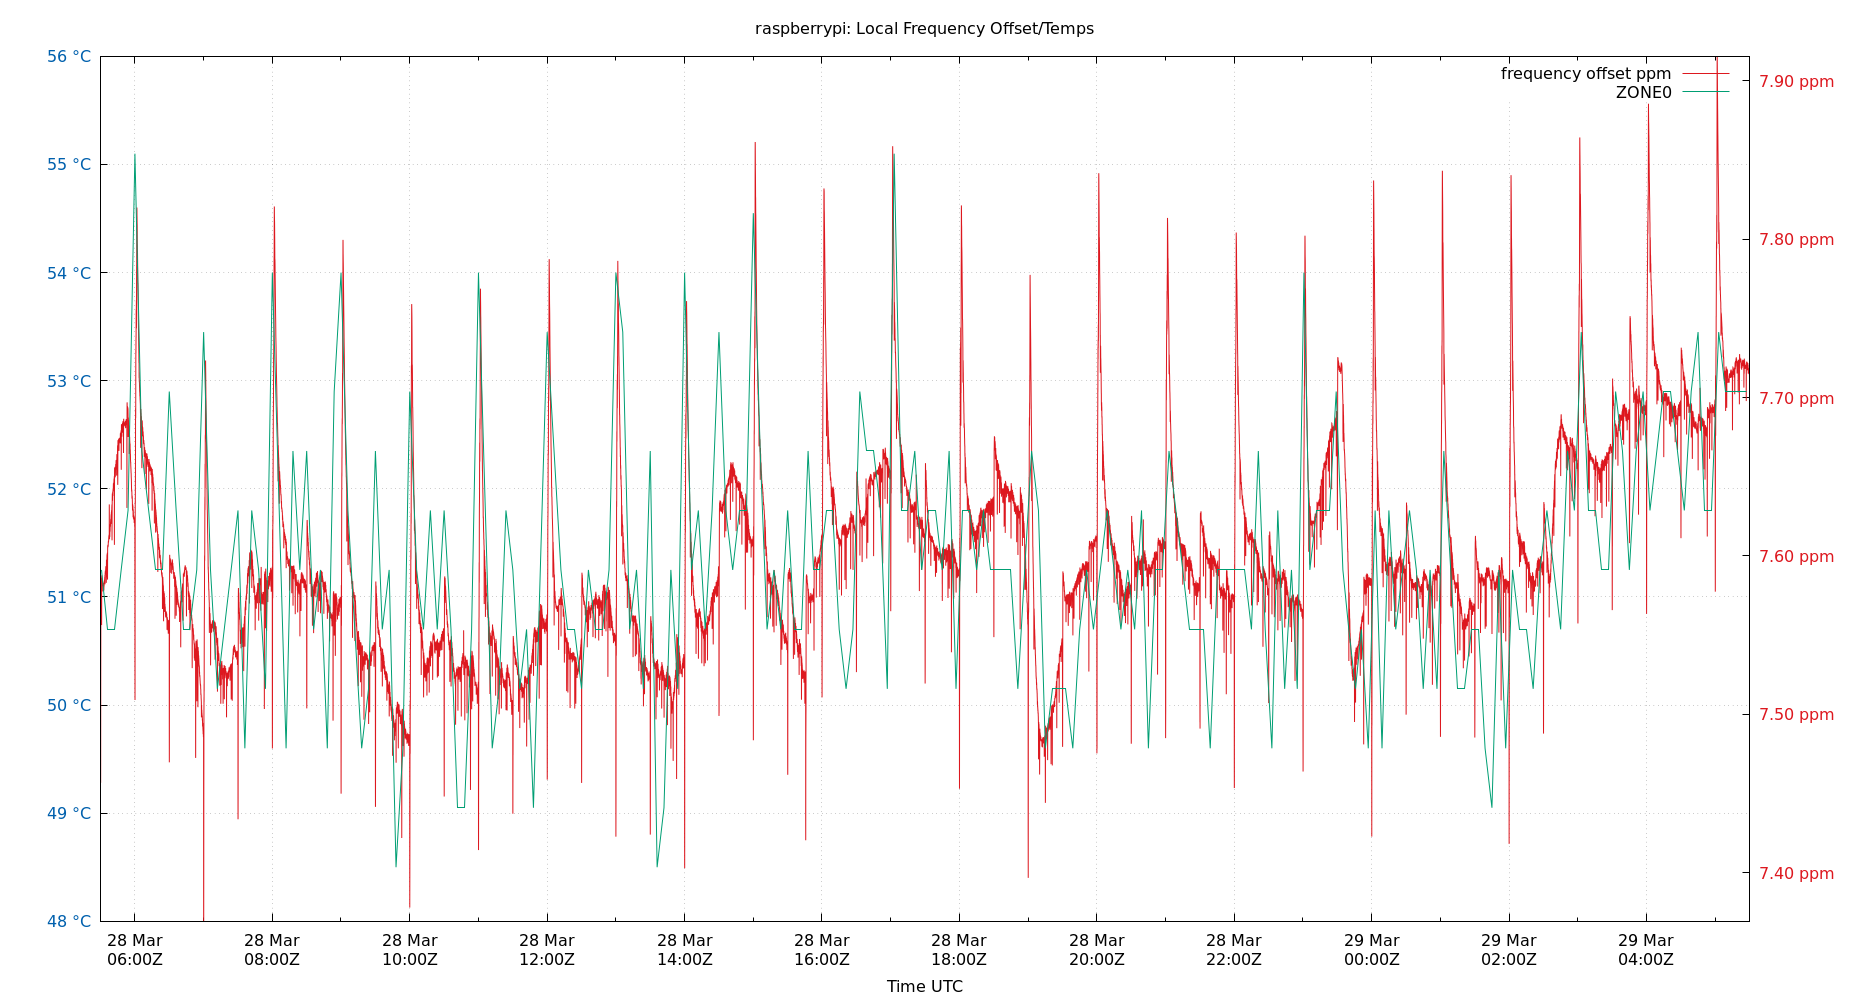 raspberrypi: Local Frequency Offset/Temps
56 °C
55 °C
54 °C
53 °C
52 °C
51 °C
50 °C
49 °C
48 °C
frequency offset ppm
ZONE0
7.90 ppm
7.80 ppm
7.70 ppm
7.60 ppm
7.50 ppm
7.40 ppm
28 Mar
06:00Z
28 Mar
08:00Z
28 Mar
10:00Z
28 Mar
12:00Z
28 Mar
14:00Z
28 Mar
16:00Z
28 Mar
18:00Z
28 Mar
20:00Z
28 Mar
22:00Z
29 Mar
00:00Z
29 Mar
02:00Z
29 Mar
04:00Z
Time UTC